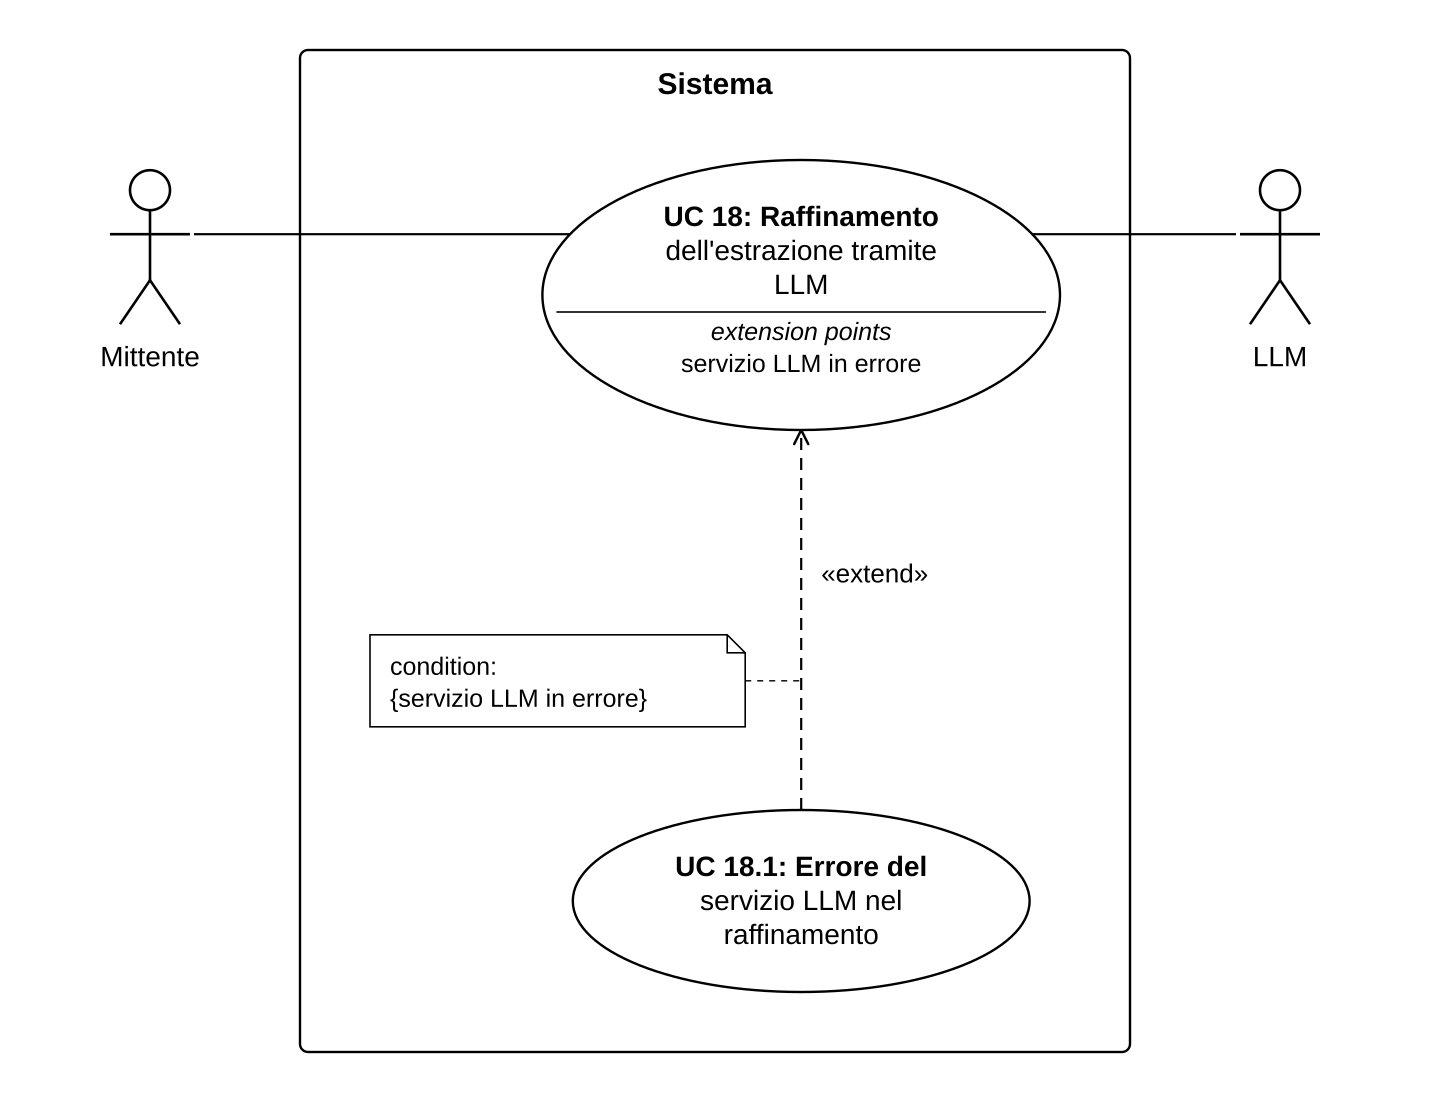 Sistema
UC 18: Raffinamento
dell'estrazione tramite
LLM
extension points
servizio LLM in errore
Mittente
LLM
«extend»
condition:
{servizio LLM in errore}
UC 18.1: Errore del
servizio LLM nel
raffinamento